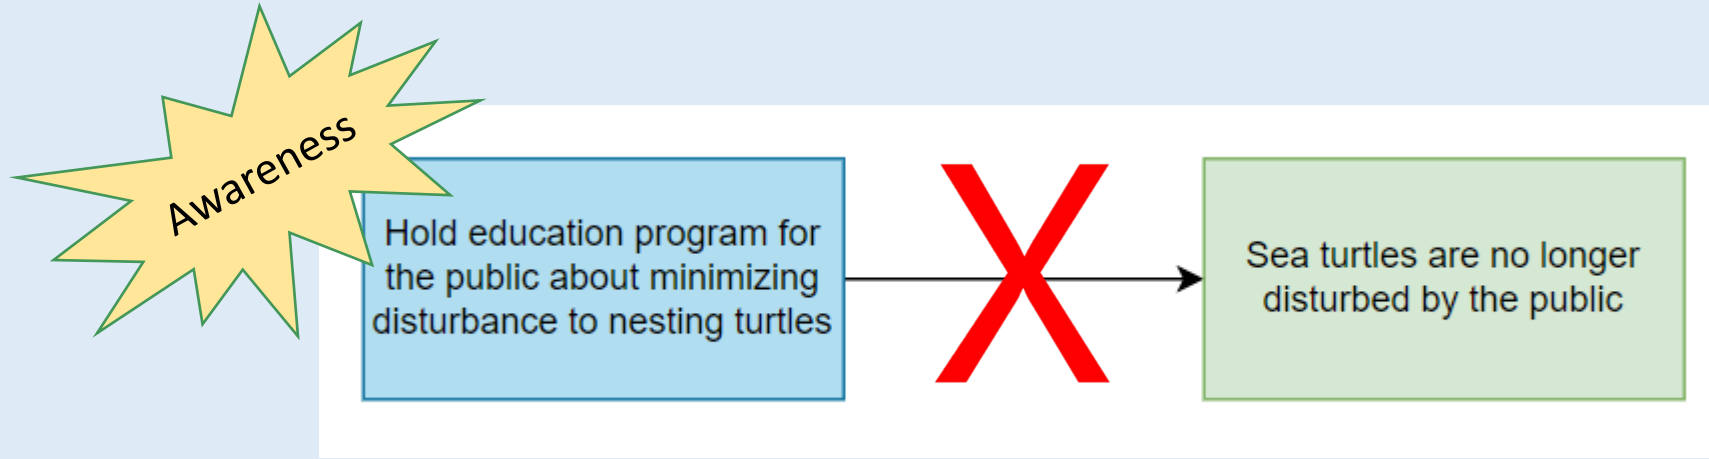 Awareness
Hold education program for
the public about minimizing
disturbance to nesting turtles
X
Sea turtles are no longer
disturbed by the public